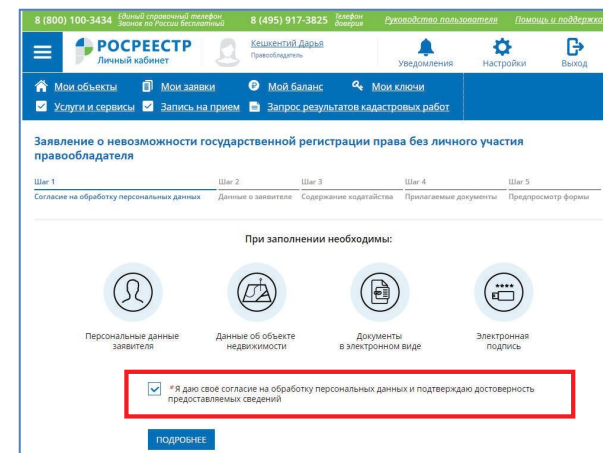 8 (800) 100-3434 Единый справочный телефон Звонок по России бесплатный 8 (495) 917-3825 Телефон доверия Руководство пользователя Помощь и поддержка
РОСРЕЕСТР
Личный кабинет
Кешкентий Дарья
Правообладатель
Уведомления Настройки Выход
Мои объекты Мои заявки Мой баланс Мои ключи
Услуги и сервисы Запись на прием Запрос результатов кадастровых работ
Заявление о невозможности государственной регистрации права без личного участия
правообладателя
Шаг 1 Шаг 2 Шаг 3 Шаг 4 Шаг 5
Согласие на обработку персональных данных Данные о заявителе Содержание ходатайства Прилагаемые документы Предпросмотр формы
При заполнении необходимы:
Персональные данные Данные об объекте Документы Электронная
заявителя недвижимости в электронном виде подпись
*Я даю своё согласие на обработку персональных данных и подтверждаю достоверность
предоставляемых сведений
ПОДРОБНЕЕ